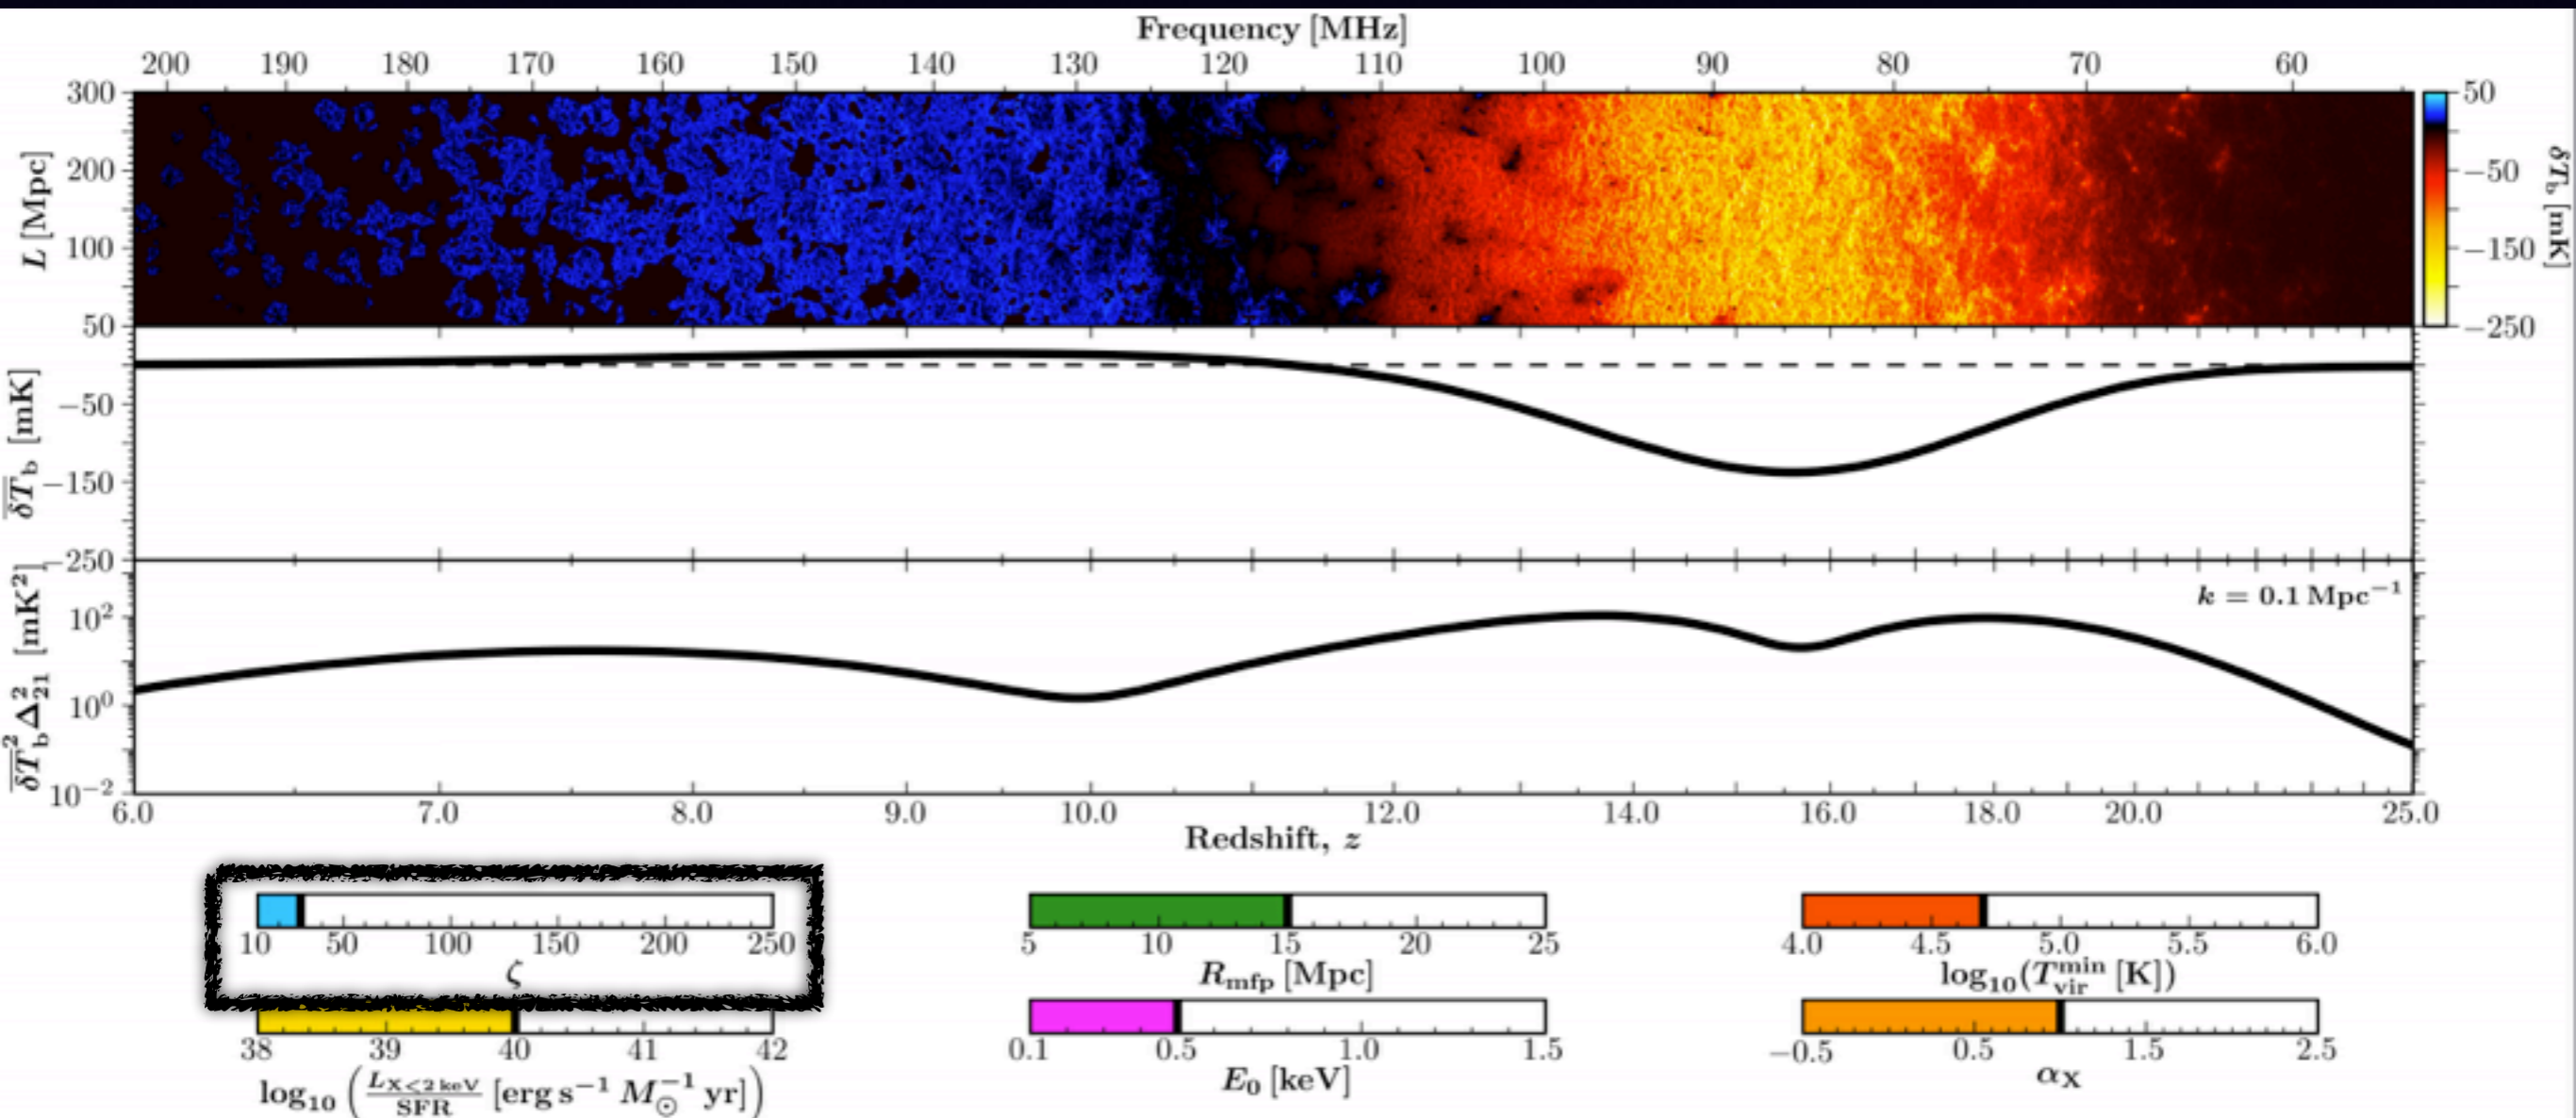 Frequency [MHz]
200 190 180 170 160 150 140 130 120 110 100 90 80 70 60
300
200
100
50
L [Mpc]
50
−50
−150
−250
δT_b [mK]
−50
−150
−250
\overline{δT}_b [mK]
10²
10⁰
10⁻²
\overline{δT}_b² Δ²₂₁ [mK²]
k = 0.1 Mpc⁻¹
6.0 7.0 8.0 9.0 10.0 12.0 14.0 16.0 18.0 20.0 25.0
Redshift, z
10 50 100 150 200 250
ζ
5 10 15 20 25
R_mfp [Mpc]
4.0 4.5 5.0 5.5 6.0
log₁₀(T_vir^min [K])
38 39 40 41 42
log₁₀ (L_X<2 keV / SFR [erg s⁻¹ M_⊙⁻¹ yr])
0.1 0.5 1.0 1.5
E₀ [keV]
−0.5 0.5 1.5 2.5
α_X